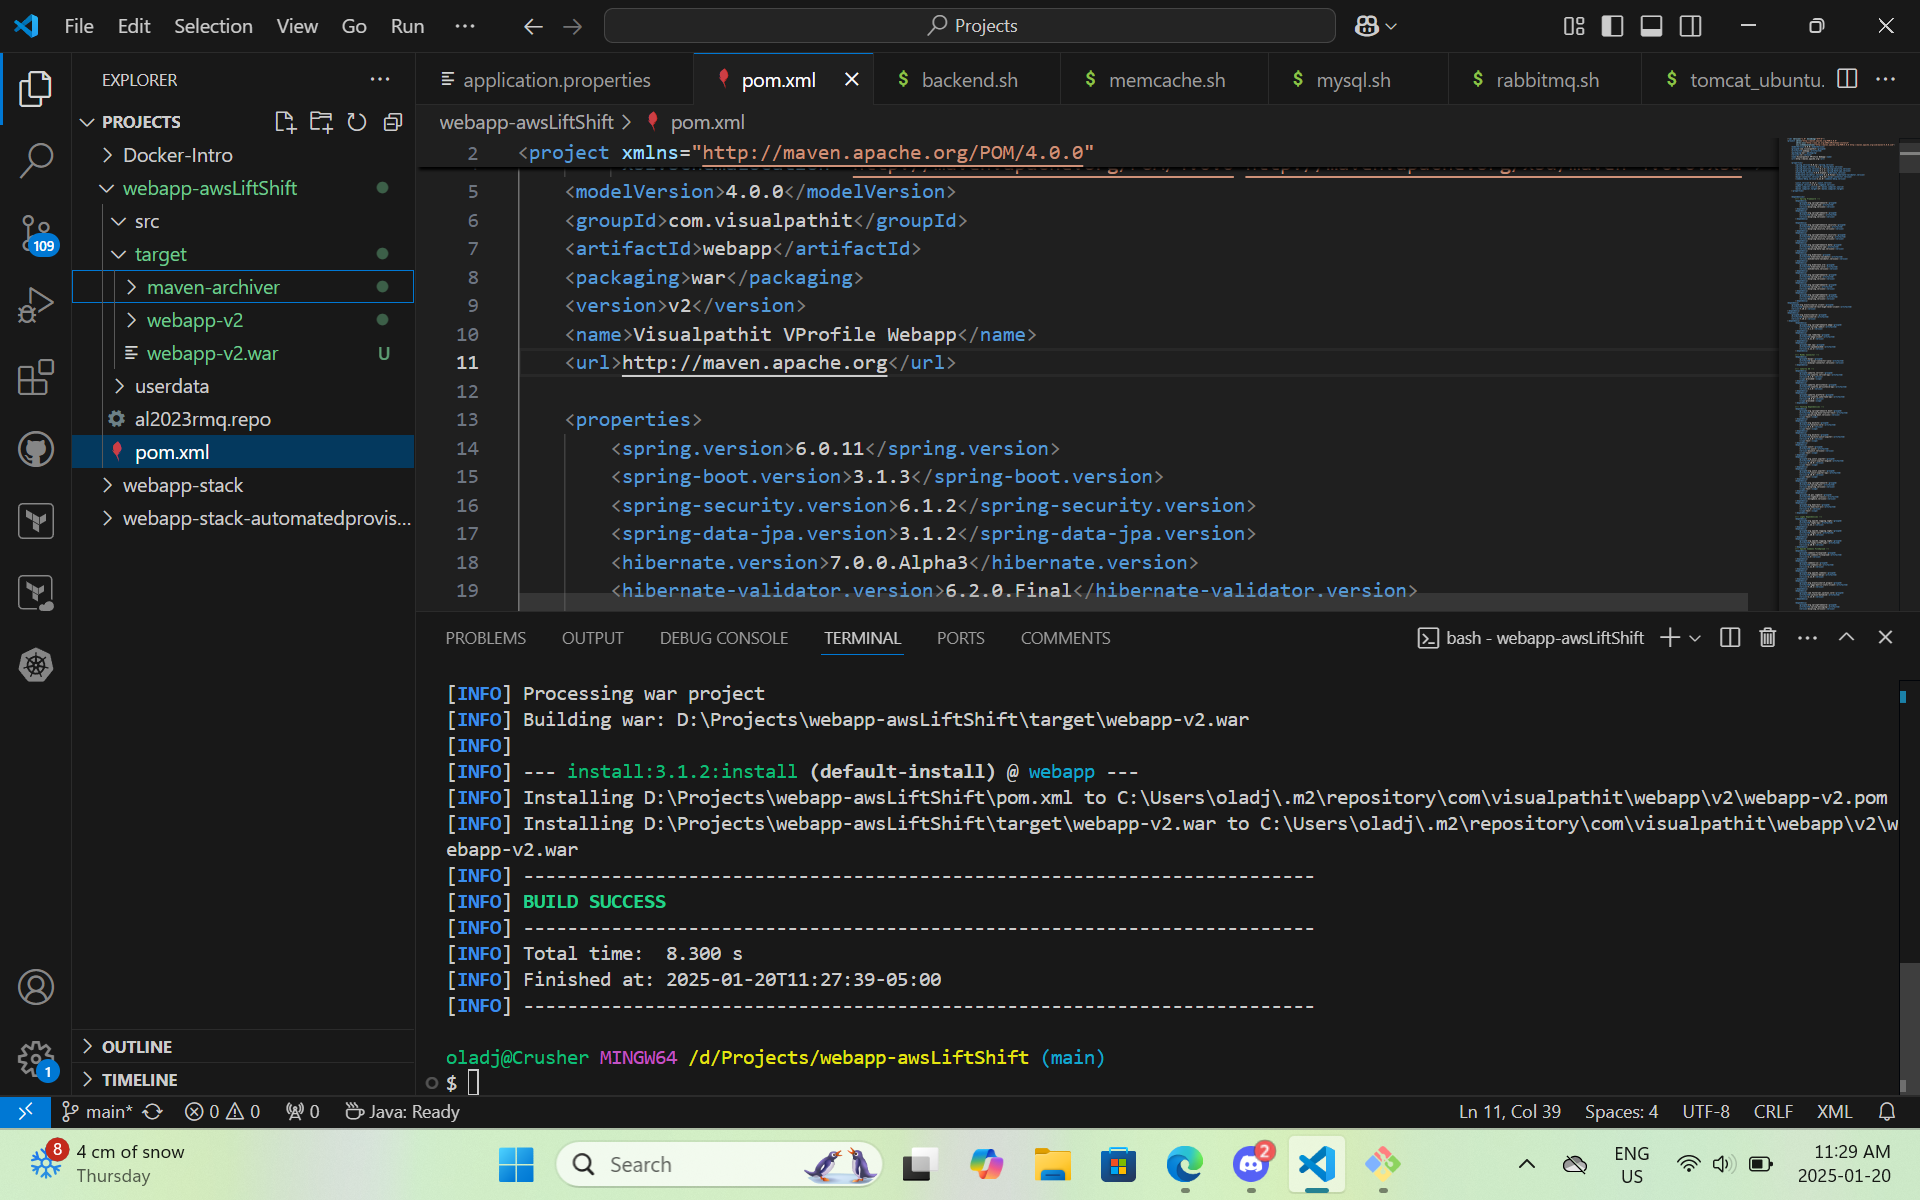 File Edit Selection View Go Run ··· Projects
EXPLORER ···
PROJECTS
Docker-Intro
webapp-awsLiftShift
src
target
maven-archiver
webapp-v2
webapp-v2.war U
userdata
al2023rmq.repo
pom.xml
webapp-stack
webapp-stack-automatedprovis...
OUTLINE
TIMELINE
109
1
application.properties pom.xml $ backend.sh $ memcache.sh $ mysql.sh $ rabbitmq.sh $ tomcat_ubuntu. ···
webapp-awsLiftShift > pom.xml
2 <project xmlns="http://maven.apache.org/POM/4.0.0"
5 <modelVersion>4.0.0</modelVersion>
6 <groupId>com.visualpathit</groupId>
7 <artifactId>webapp</artifactId>
8 <packaging>war</packaging>
9 <version>v2</version>
10 <name>Visualpathit VProfile Webapp</name>
11 <url>http://maven.apache.org</url>
12
13 <properties>
14 <spring.version>6.0.11</spring.version>
15 <spring-boot.version>3.1.3</spring-boot.version>
16 <spring-security.version>6.1.2</spring-security.version>
17 <spring-data-jpa.version>3.1.2</spring-data-jpa.version>
18 <hibernate.version>7.0.0.Alpha3</hibernate.version>
19 <hibernate-validator.version>6.2.0.Final</hibernate-validator.version>
PROBLEMS OUTPUT DEBUG CONSOLE TERMINAL PORTS COMMENTS bash - webapp-awsLiftShift ···
[INFO] Processing war project
[INFO] Building war: D:\Projects\webapp-awsLiftShift\target\webapp-v2.war
[INFO]
[INFO] --- install:3.1.2:install (default-install) @ webapp ---
[INFO] Installing D:\Projects\webapp-awsLiftShift\pom.xml to C:\Users\oladj\.m2\repository\com\visualpathit\webapp\v2\webapp-v2.pom
[INFO] Installing D:\Projects\webapp-awsLiftShift\target\webapp-v2.war to C:\Users\oladj\.m2\repository\com\visualpathit\webapp\v2\w
ebapp-v2.war
[INFO] ------------------------------------------------------------------------
[INFO] BUILD SUCCESS
[INFO] ------------------------------------------------------------------------
[INFO] Total time:  8.300 s
[INFO] Finished at: 2025-01-20T11:27:39-05:00
[INFO] ------------------------------------------------------------------------
oladj@Crusher MINGW64 /d/Projects/webapp-awsLiftShift (main)
$
main* 0 0 0 Java: Ready Ln 11, Col 39 Spaces: 4 UTF-8 CRLF XML
8 4 cm of snow
Thursday
Search
2
ENG
US
11:29 AM
2025-01-20